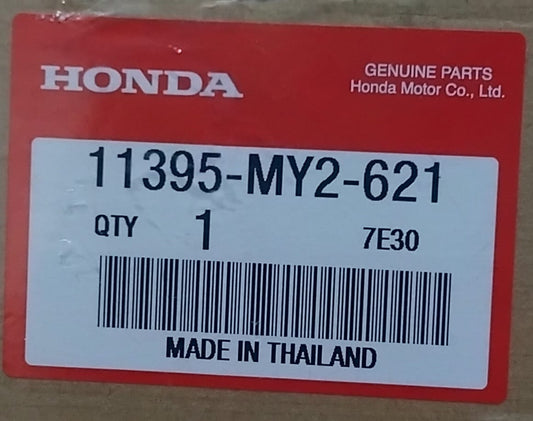 HONDA
GENUINE PARTS
Honda Motor Co., Ltd.
11395-MY2-621
QTY 1 7E30
MADE IN THAILAND